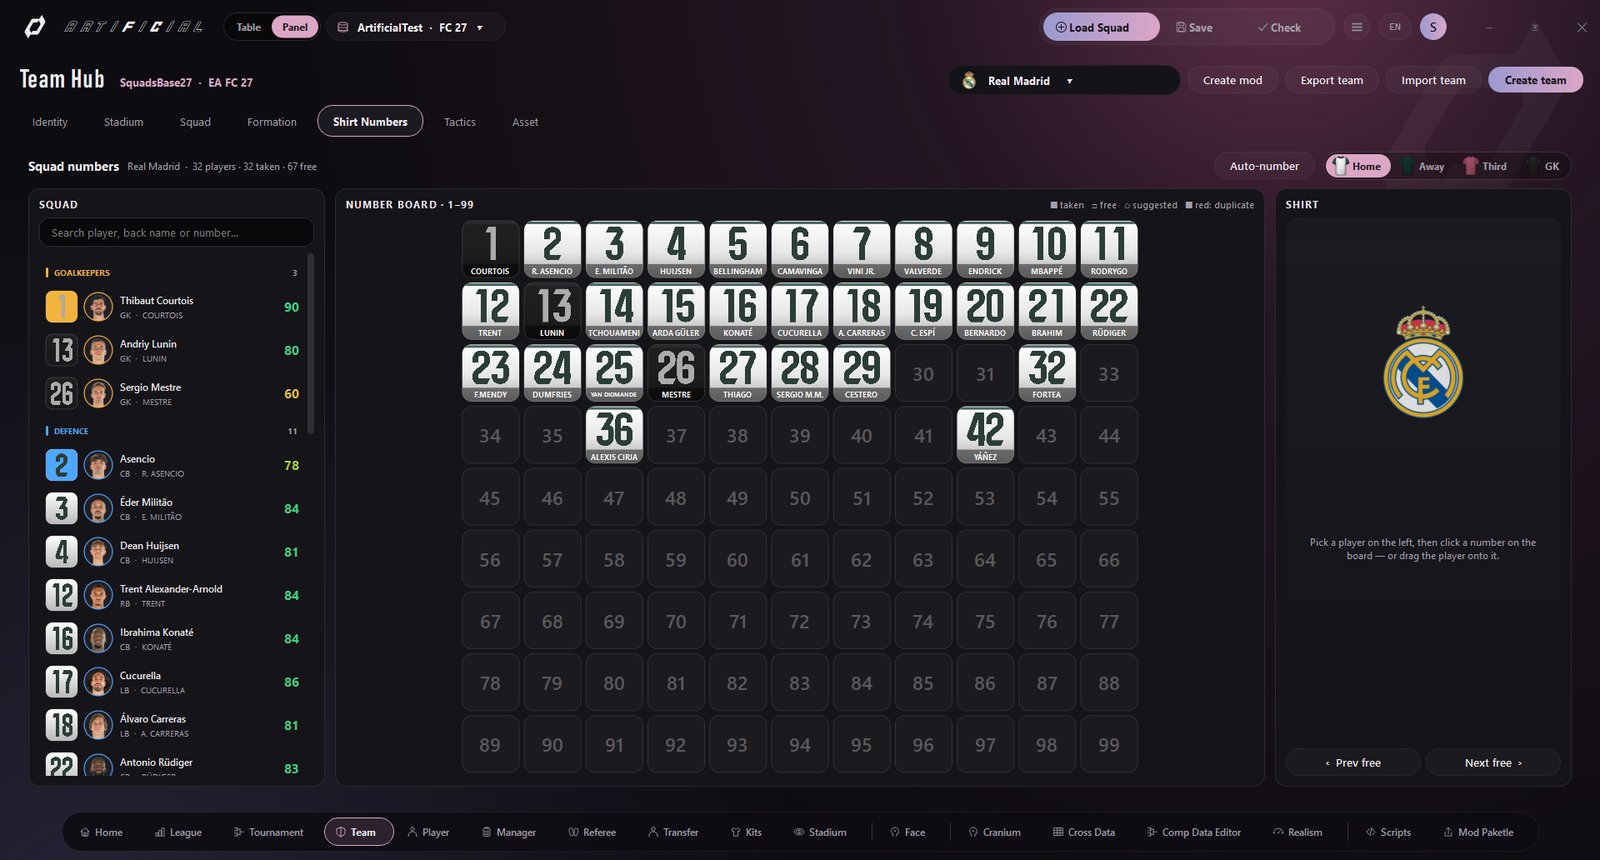 ARTIFICIAL
Table
Panel
ArtificialTest · FC 27
Load Squad
Save
Check
EN
S
Team Hub
SquadsBase27 · EA FC 27
Real Madrid
Create mod
Export team
Import team
Create team
Identity
Stadium
Squad
Formation
Shirt Numbers
Tactics
Asset
Squad numbers
Real Madrid · 32 players · 32 taken · 67 free
Auto-number
Home
Away
Third
GK
SQUAD
Search player, back name or number...
GOALKEEPERS 3
1
Thibaut Courtois
GK · COURTOIS
90
13
Andriy Lunin
GK · LUNIN
80
26
Sergio Mestre
GK · MESTRE
60
DEFENCE 11
2
Asencio
CB · R. ASENCIO
78
3
Éder Militão
CB · E. MILITÃO
84
4
Dean Huijsen
CB · HUIJSEN
81
12
Trent Alexander-Arnold
RB · TRENT
84
16
Ibrahima Konaté
CB · KONATÉ
84
17
Cucurella
LB · CUCURELLA
86
18
Álvaro Carreras
LB · A. CARRERAS
81
22
Antonio Rüdiger
CB · RÜDIGER
83
NUMBER BOARD · 1–99
taken
free
suggested
red: duplicate
1 2 3 4 5 6 7 8 9 10 11
COURTOIS R. ASENCIO E. MILITÃO HUIJSEN BELLINGHAM CAMAVINGA VINI JR. VALVERDE ENDRICK MBAPPÉ RODRYGO
12 13 14 15 16 17 18 19 20 21 22
TRENT LUNIN TCHOUAMENI ARDA GÜLER KONATÉ CUCURELLA A. CARRERAS C. ESPÍ BERNARDO BRAHIM RÜDIGER
23 24 25 26 27 28 29 30 31 32 33
F.MENDY DUMFRIES YAN DIOMANDE MESTRE THIAGO SERGIO M.M. CESTERO FORTEA
34 35 36 37 38 39 40 41 42 43 44
ALEXIS CIRIA YÁÑEZ
45 46 47 48 49 50 51 52 53 54 55
56 57 58 59 60 61 62 63 64 65 66
67 68 69 70 71 72 73 74 75 76 77
78 79 80 81 82 83 84 85 86 87 88
89 90 91 92 93 94 95 96 97 98 99
SHIRT
Pick a player on the left, then click a number on the
board — or drag the player onto it.
‹ Prev free
Next free ›
Home
League
Tournament
Team
Player
Manager
Referee
Transfer
Kits
Stadium
Face
Cranium
Cross Data
Comp Data Editor
Realism
Scripts
Mod Paketle